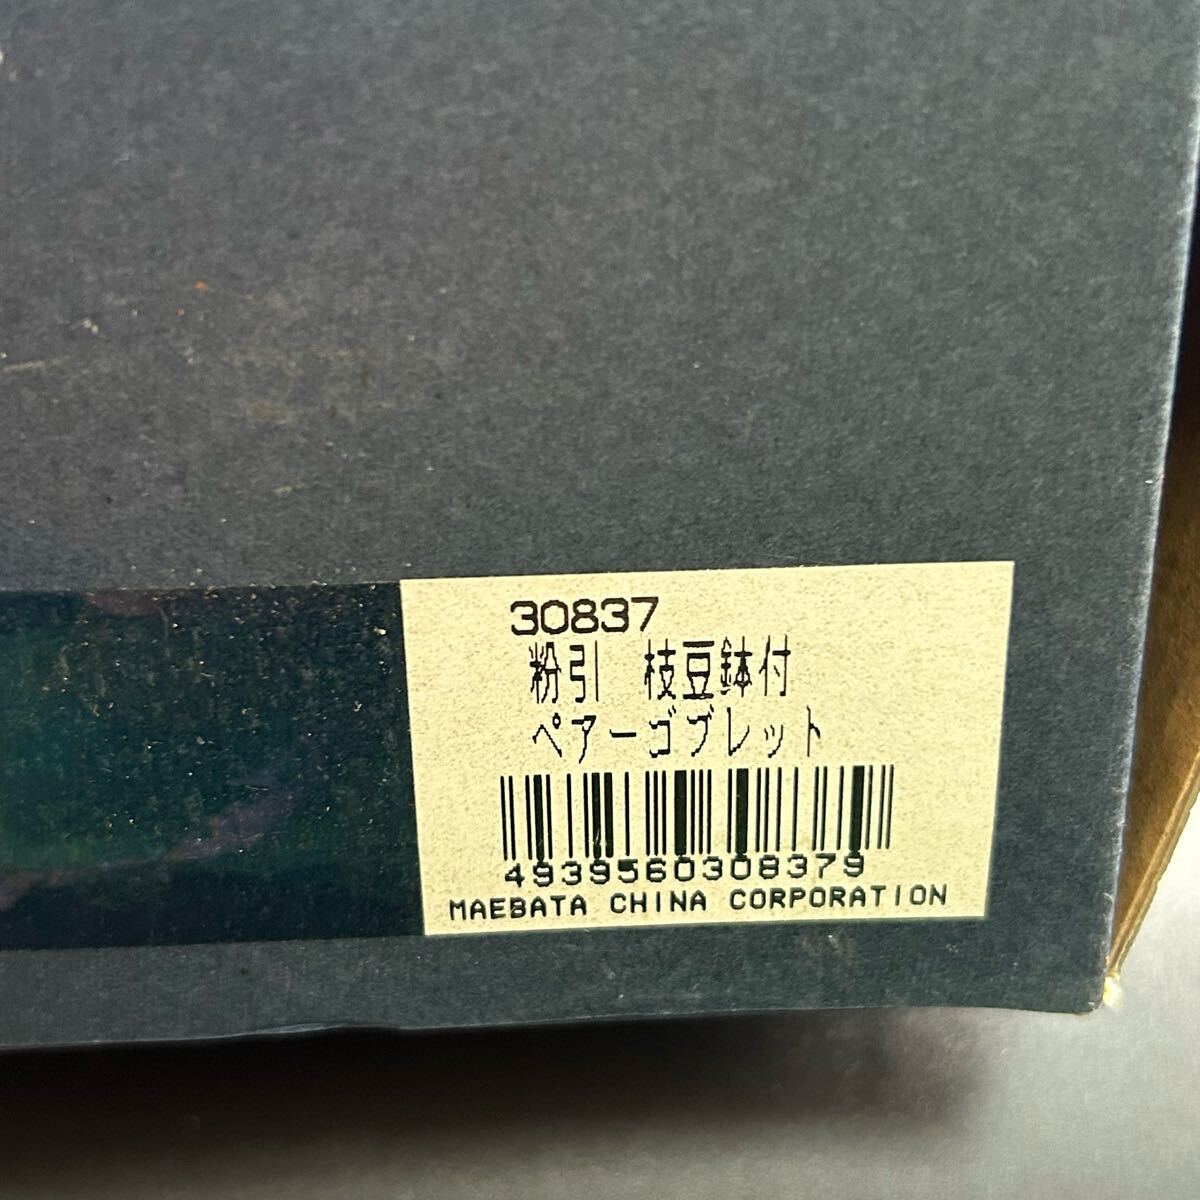 30837
粉引　枝豆鉢付
ペアーゴブレット
4939560308379
MAEBATA CHINA CORPORATION